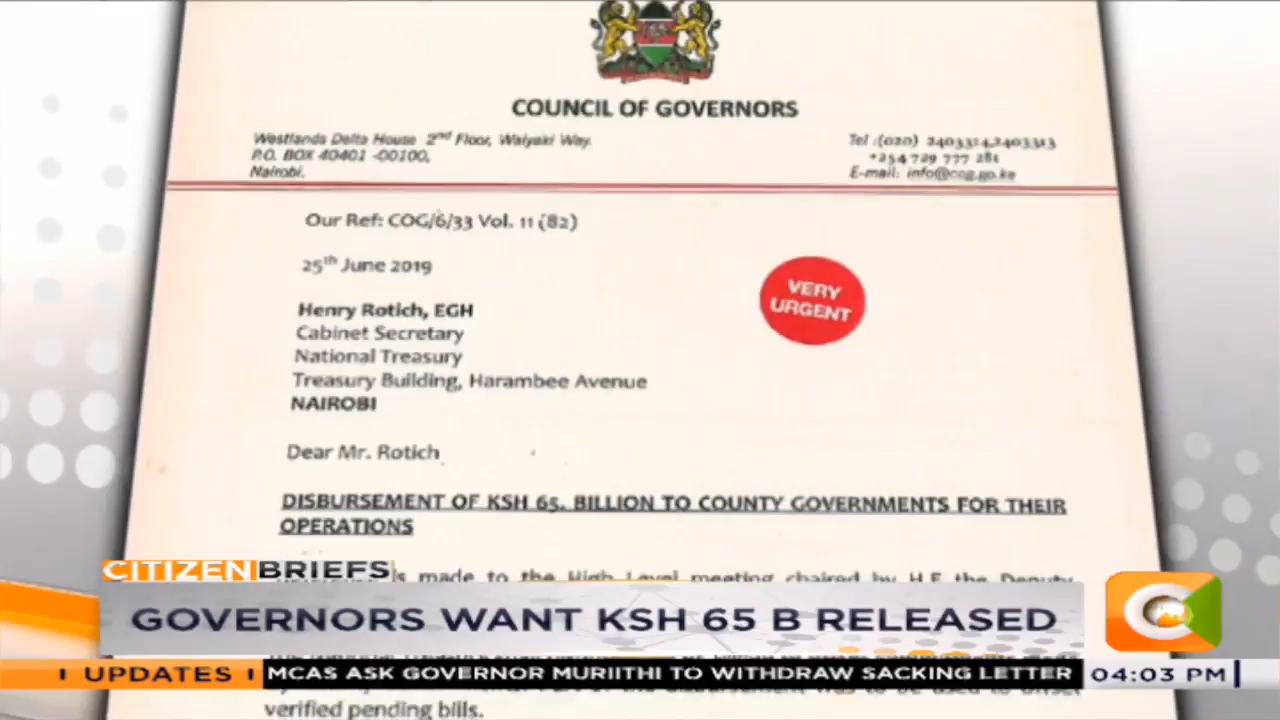 COUNCIL OF GOVERNORS
Westlands Delta House 2nd Floor, Waiyaki Way.
P.O. BOX 40401 -00100,
Nairobi.
Tel :(020) 2403314,2403313
+254 729 777 281
E-mail: info@cog.go.ke
Our Ref: COG/6/33 Vol. 11 (82)
25th June 2019
VERY
URGENT
Henry Rotich, EGH
Cabinet Secretary
National Treasury
Treasury Building, Harambee Avenue
NAIROBI
Dear Mr. Rotich
DISBURSEMENT OF KSH 65. BILLION TO COUNTY GOVERNMENTS FOR THEIR
OPERATIONS
is made to the High Level meeting chaired by H.E the Deputy
CITIZEN BRIEFS
GOVERNORS WANT KSH 65 B RELEASED
UPDATES
MCAS ASK GOVERNOR MURIITHI TO WITHDRAW SACKING LETTER
04:03 PM
verified pending bills.